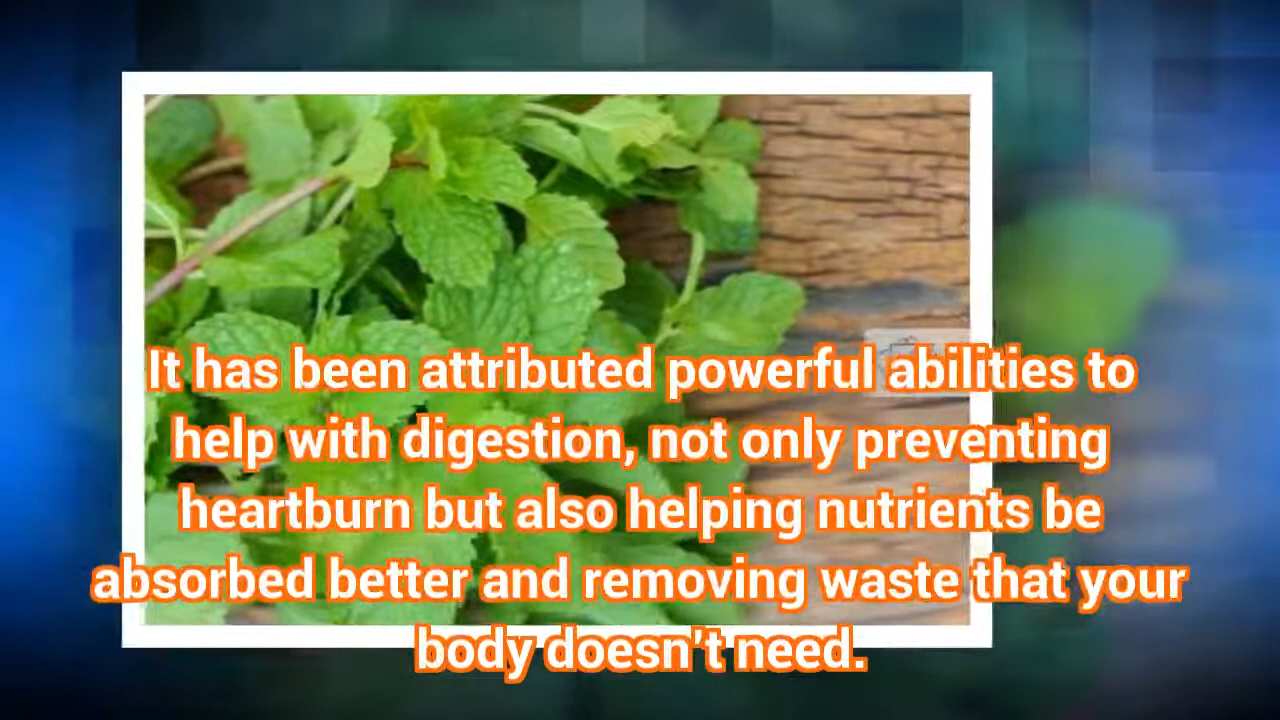 It has been attributed powerful abilities to
help with digestion, not only preventing
heartburn but also helping nutrients be
absorbed better and removing waste that your
body doesn't need.